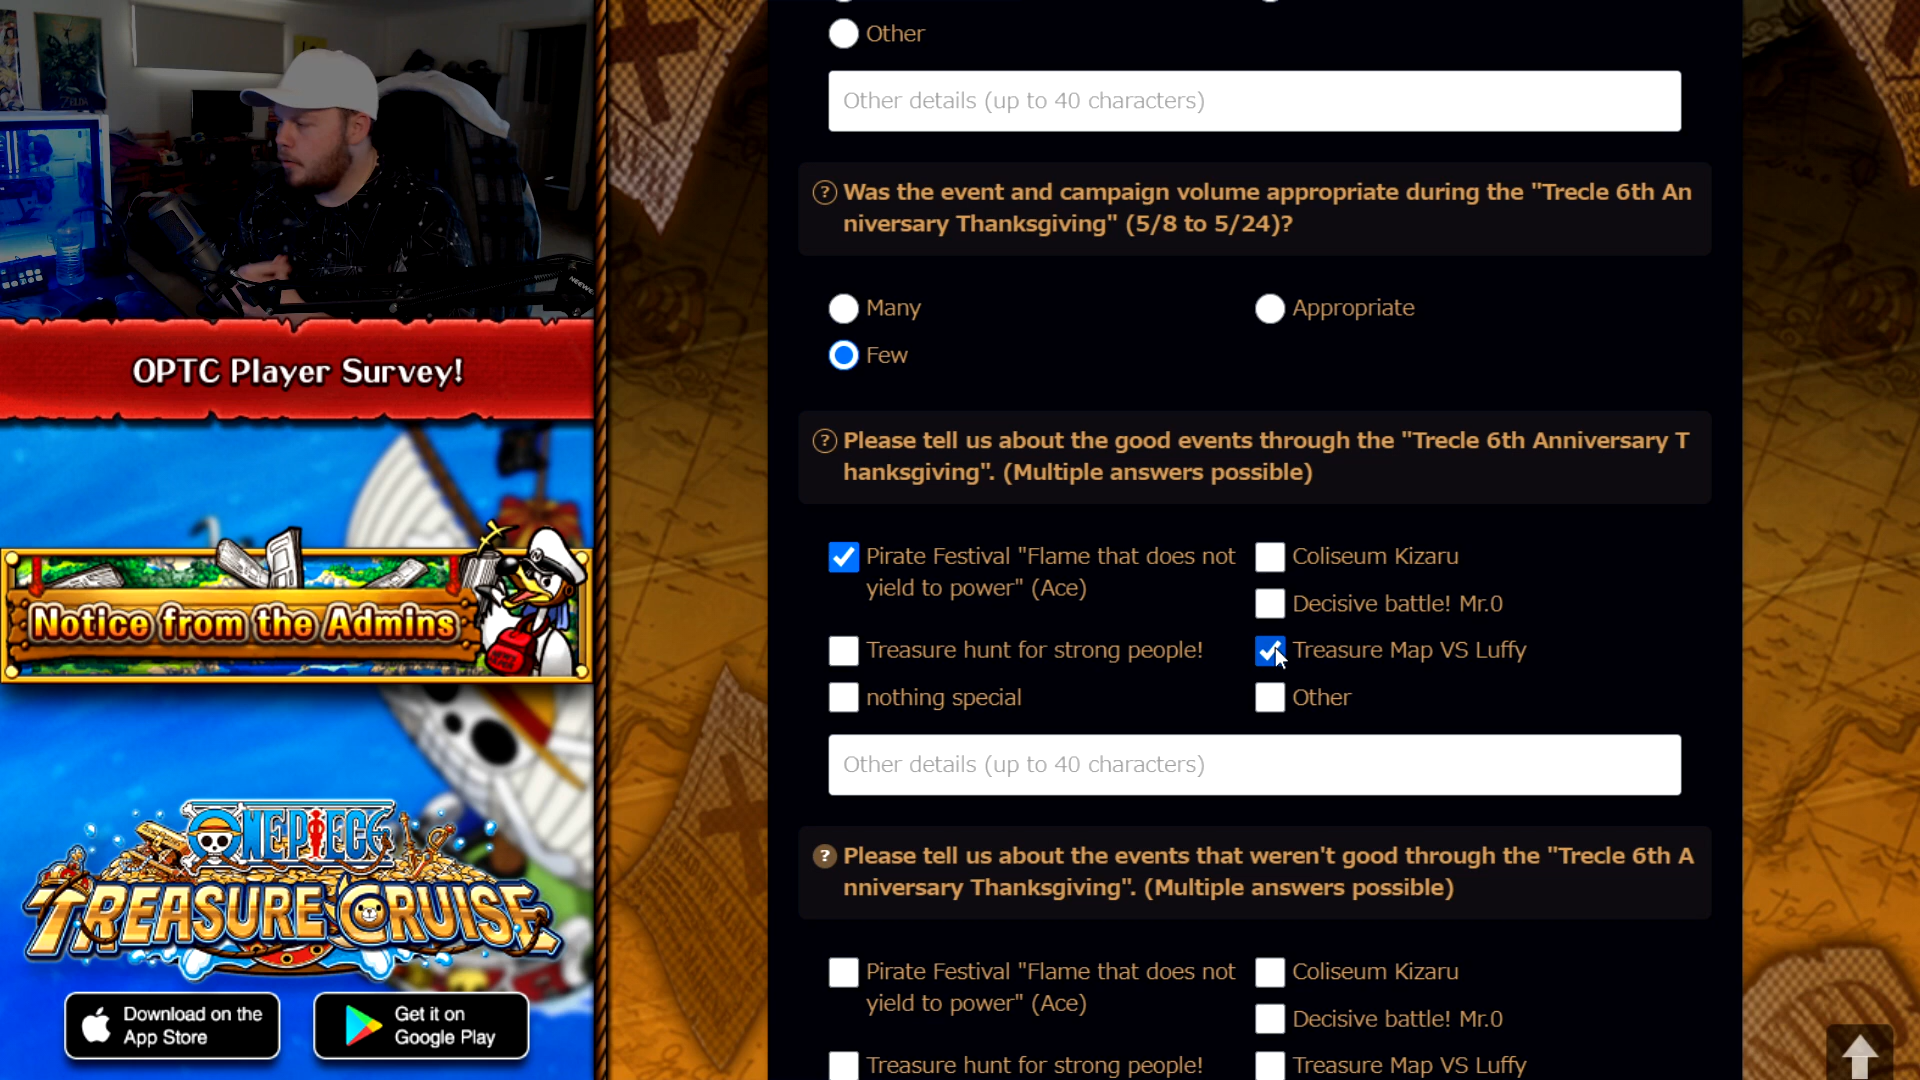 ZELDA
NEEWER
OPTC Player Survey!
Notice from the Admins
ONE PIECE
TREASURE CRUISE
Download on the
App Store
Get it on
Google Play
Other
Other details (up to 40 characters)
? Was the event and campaign volume appropriate during the "Trecle 6th An
niversary Thanksgiving" (5/8 to 5/24)?
Many
Appropriate
Few
? Please tell us about the good events through the "Trecle 6th Anniversary T
hanksgiving". (Multiple answers possible)
Pirate Festival "Flame that does not
yield to power" (Ace)
Coliseum Kizaru
Decisive battle! Mr.0
Treasure hunt for strong people!
Treasure Map VS Luffy
nothing special
Other
Other details (up to 40 characters)
? Please tell us about the events that weren't good through the "Trecle 6th A
nniversary Thanksgiving". (Multiple answers possible)
Pirate Festival "Flame that does not
yield to power" (Ace)
Coliseum Kizaru
Decisive battle! Mr.0
Treasure hunt for strong people!
Treasure Map VS Luffy